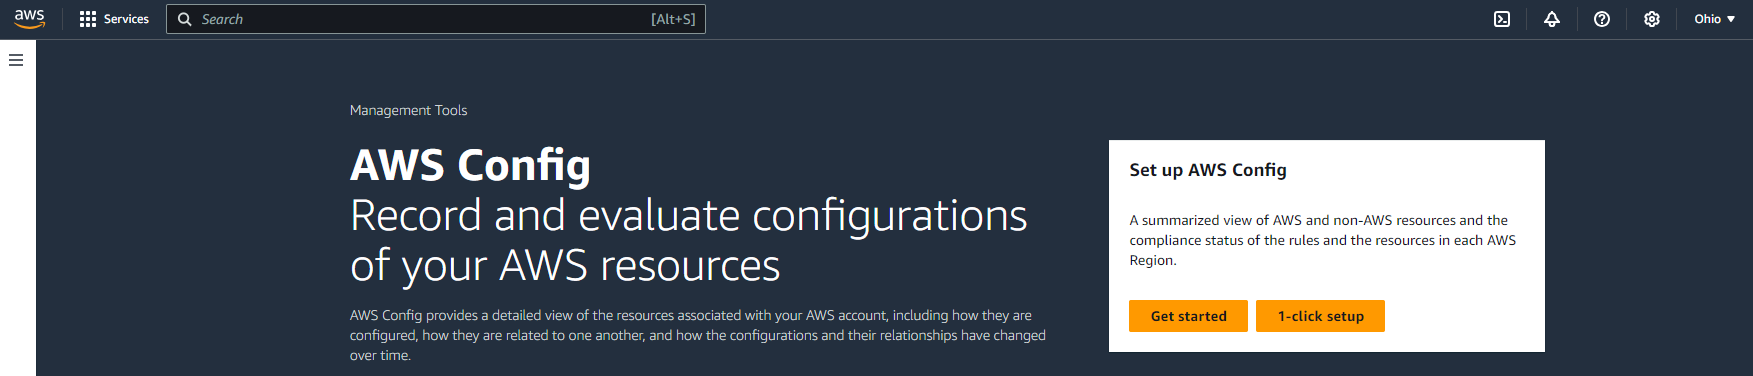 aws
Services
Search
[Alt+S]
Ohio
Management Tools
AWS Config
Record and evaluate configurations
of your AWS resources
AWS Config provides a detailed view of the resources associated with your AWS account, including how they are
configured, how they are related to one another, and how the configurations and their relationships have changed
over time.
Set up AWS Config
A summarized view of AWS and non-AWS resources and the
compliance status of the rules and the resources in each AWS
Region.
Get started
1-click setup